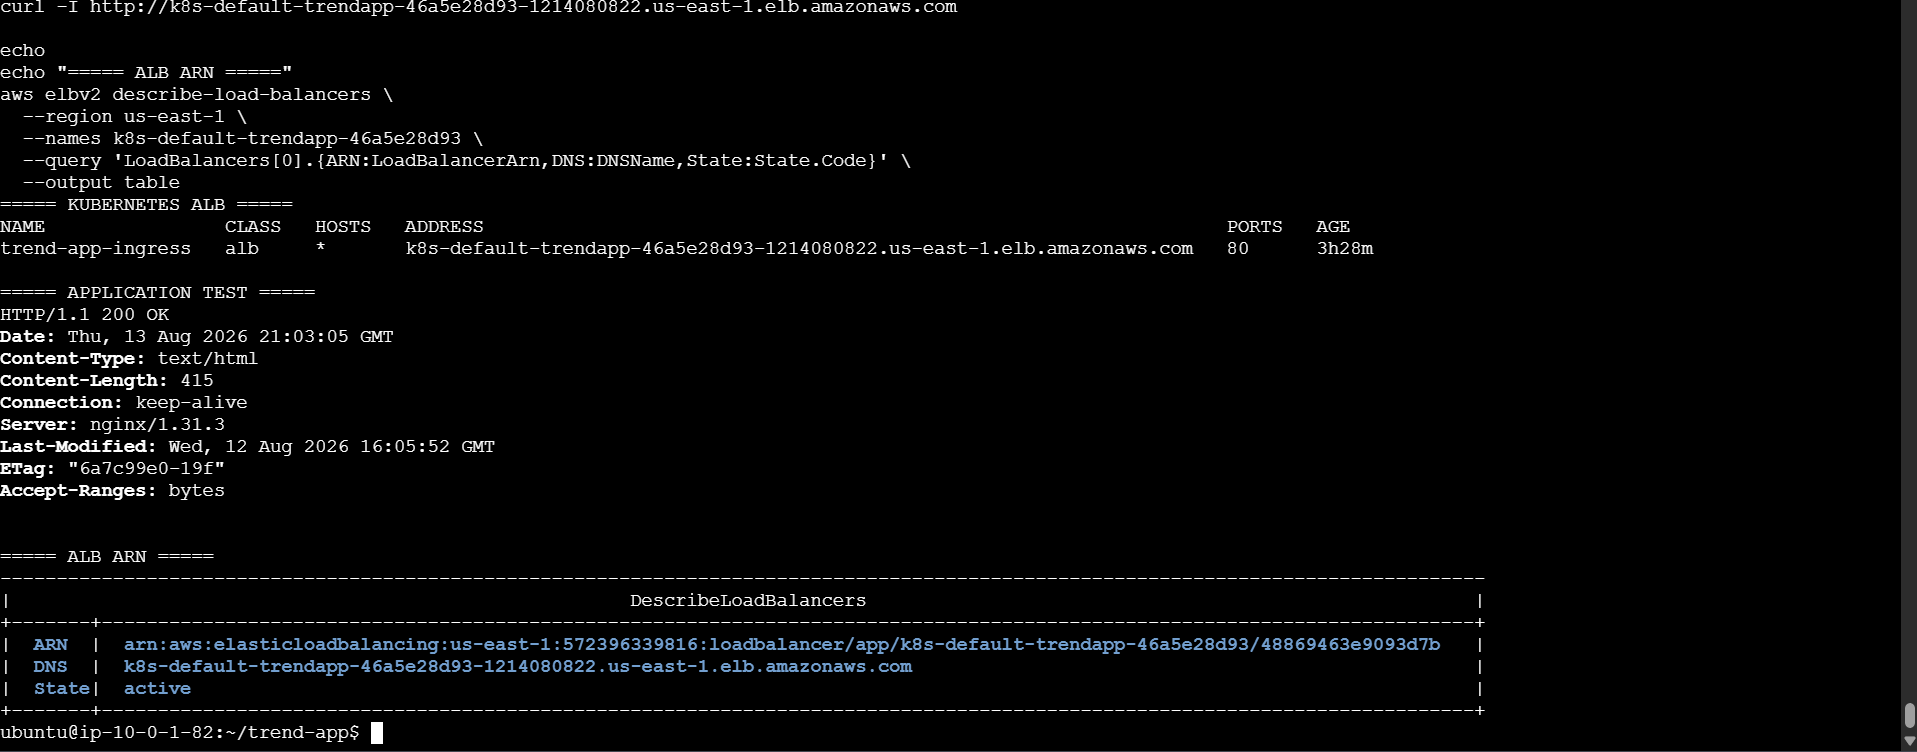 curl -I http://k8s-default-trendapp-46a5e28d93-1214080822.us-east-1.elb.amazonaws.com
echo
echo "===== ALB ARN ====="
aws elbv2 describe-load-balancers \
  --region us-east-1 \
  --names k8s-default-trendapp-46a5e28d93 \
  --query 'LoadBalancers[0].{ARN:LoadBalancerArn,DNS:DNSName,State:State.Code}' \
  --output table
===== KUBERNETES ALB =====
NAME                CLASS   HOSTS   ADDRESS                                                                  PORTS   AGE
trend-app-ingress   alb     *       k8s-default-trendapp-46a5e28d93-1214080822.us-east-1.elb.amazonaws.com   80      3h28m
===== APPLICATION TEST =====
HTTP/1.1 200 OK
Date: Thu, 13 Aug 2026 21:03:05 GMT
Content-Type: text/html
Content-Length: 415
Connection: keep-alive
Server: nginx/1.31.3
Last-Modified: Wed, 12 Aug 2026 16:05:52 GMT
ETag: "6a7c99e0-19f"
Accept-Ranges: bytes
===== ALB ARN =====
| DescribeLoadBalancers |
| ARN | arn:aws:elasticloadbalancing:us-east-1:572396339816:loadbalancer/app/k8s-default-trendapp-46a5e28d93/48869463e9093d7b |
| DNS | k8s-default-trendapp-46a5e28d93-1214080822.us-east-1.elb.amazonaws.com |
| State| active |
ubuntu@ip-10-0-1-82:~/trend-app$